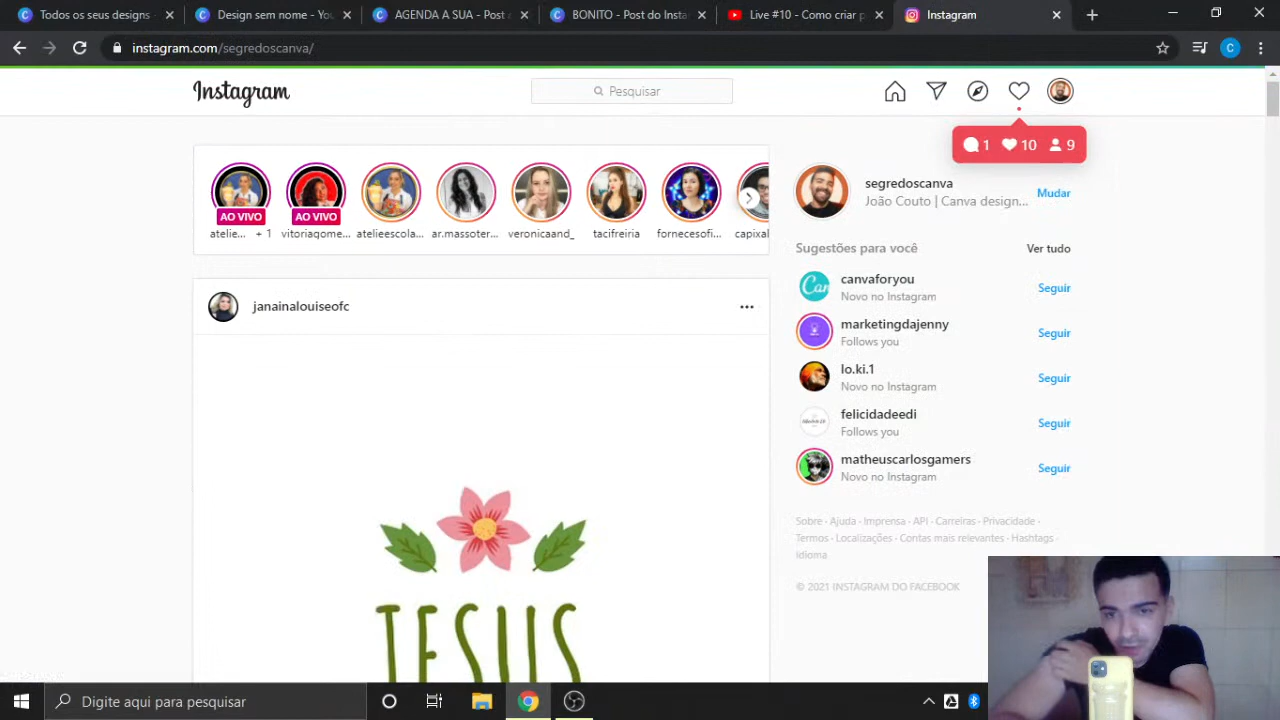 Todos os seus designs -
Design sem nome - You
AGENDA A SUA - Post
BONITO - Post do Insta
Live #10 - Como criar p
Instagram
instagram.com/segredoscanva/
C
Instagram
Pesquisar
1 10 9
AO VIVO
AO VIVO
atelie... + 1
vitoriagome...
atelieescola...
ar.massoter...
veronicaand_
tacifreiria
fornecesofi...
capixal
segredoscanva
João Couto | Canva design...
Mudar
Sugestões para você
Ver tudo
janainalouiseofc
canvaforyou
Novo no Instagram
Seguir
marketingdajenny
Follows you
Seguir
lo.ki.1
Novo no Instagram
Seguir
felicidadeedi
Follows you
Seguir
matheuscarlosgamers
Novo no Instagram
Seguir
Sobre · Ajuda · Imprensa · API · Carreiras · Privacidade ·
Termos · Localizações · Contas mais relevantes · Hashtags ·
Idioma
© 2021 INSTAGRAM DO FACEBOOK
JESUS
Digite aqui para pesquisar